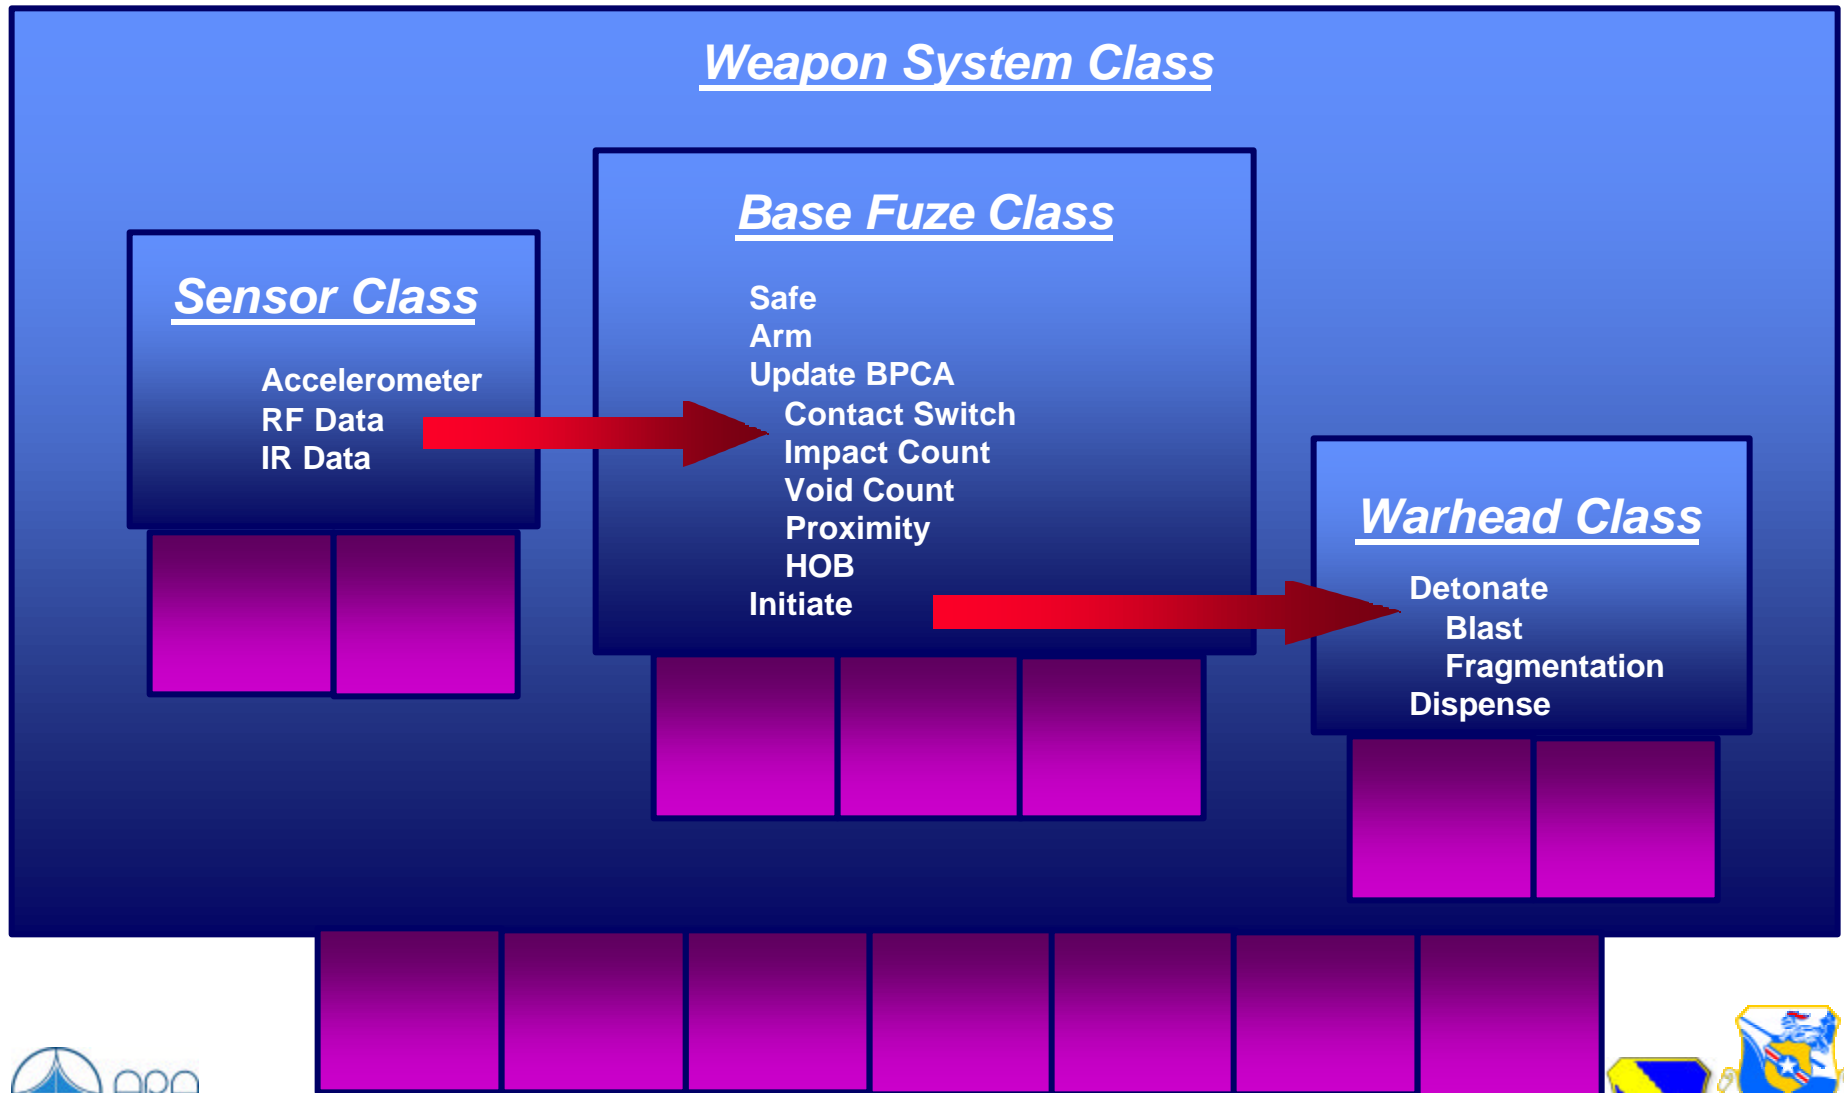 Weapon System Class
Base Fuze Class
Sensor Class
Safe
Arm
Accelerometer
Update BPCA
RF Data
Contact Switch
IR Data
Impact Count
Void Count
Proximity
HOB
Initiate
Warhead Class
Detonate
Blast
Fragmentation
Dispense